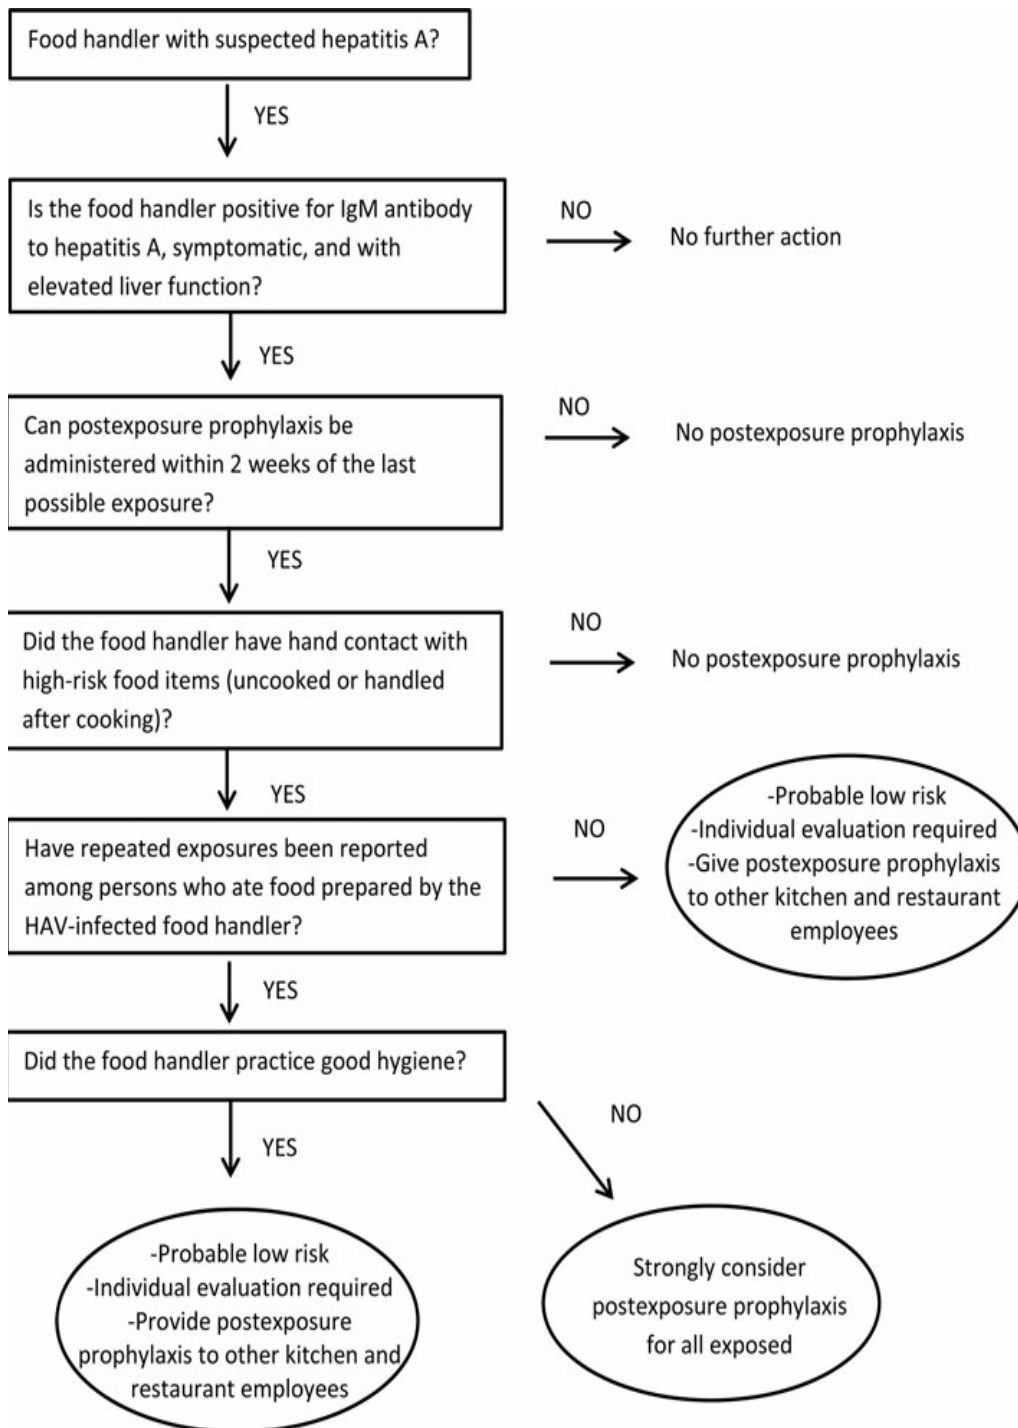 Food handler with suspected hepatitis A?
YES
Is the food handler positive for IgM antibody
to hepatitis A, symptomatic, and with
elevated liver function?
NO
No further action
YES
Can postexposure prophylaxis be
administered within 2 weeks of the last
possible exposure?
NO
No postexposure prophylaxis
YES
Did the food handler have hand contact with
high-risk food items (uncooked or handled
after cooking)?
NO
No postexposure prophylaxis
YES
Have repeated exposures been reported
among persons who ate food prepared by the
HAV-infected food handler?
NO
-Probable low risk
-Individual evaluation required
-Give postexposure prophylaxis
to other kitchen and restaurant
employees
YES
Did the food handler practice good hygiene?
NO
YES
-Probable low risk
-Individual evaluation required
-Provide postexposure
prophylaxis to other kitchen and
restaurant employees
Strongly consider
postexposure prophylaxis
for all exposed